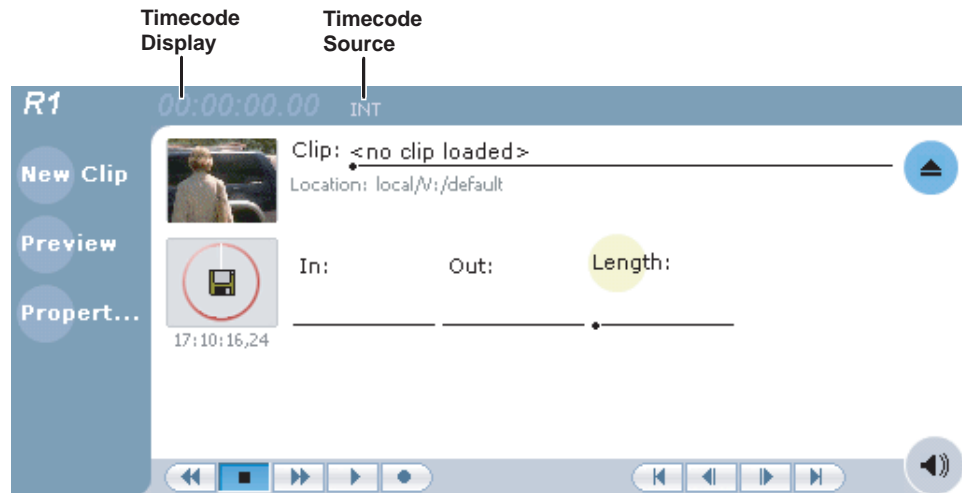 Timecode Display
Timecode Source
R1
00:00:00.00 INT
New Clip
Preview
Propert...
Clip: <no clip loaded>
Location: local/V:/default
In:
Out:
Length:
17:10:16,24